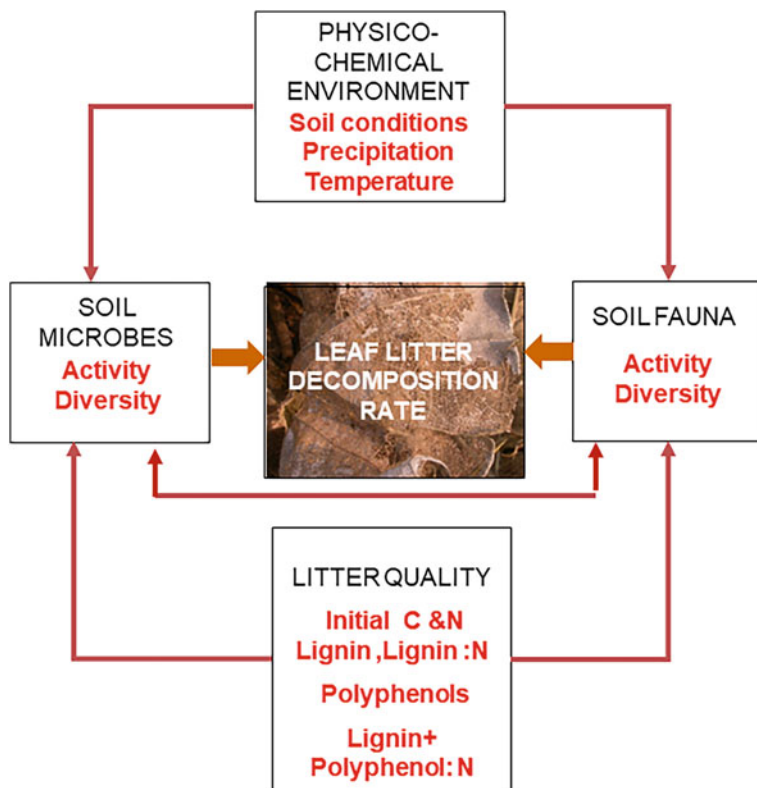 PHYSICO-
CHEMICAL
ENVIRONMENT
Soil conditions
Precipitation
Temperature
SOIL
MICROBES
Activity
Diversity
LEAF LITTER
DECOMPOSITION
RATE
SOIL FAUNA
Activity
Diversity
LITTER QUALITY
Initial C &N
Lignin ,Lignin :N
Polyphenols
Lignin+
Polyphenol: N